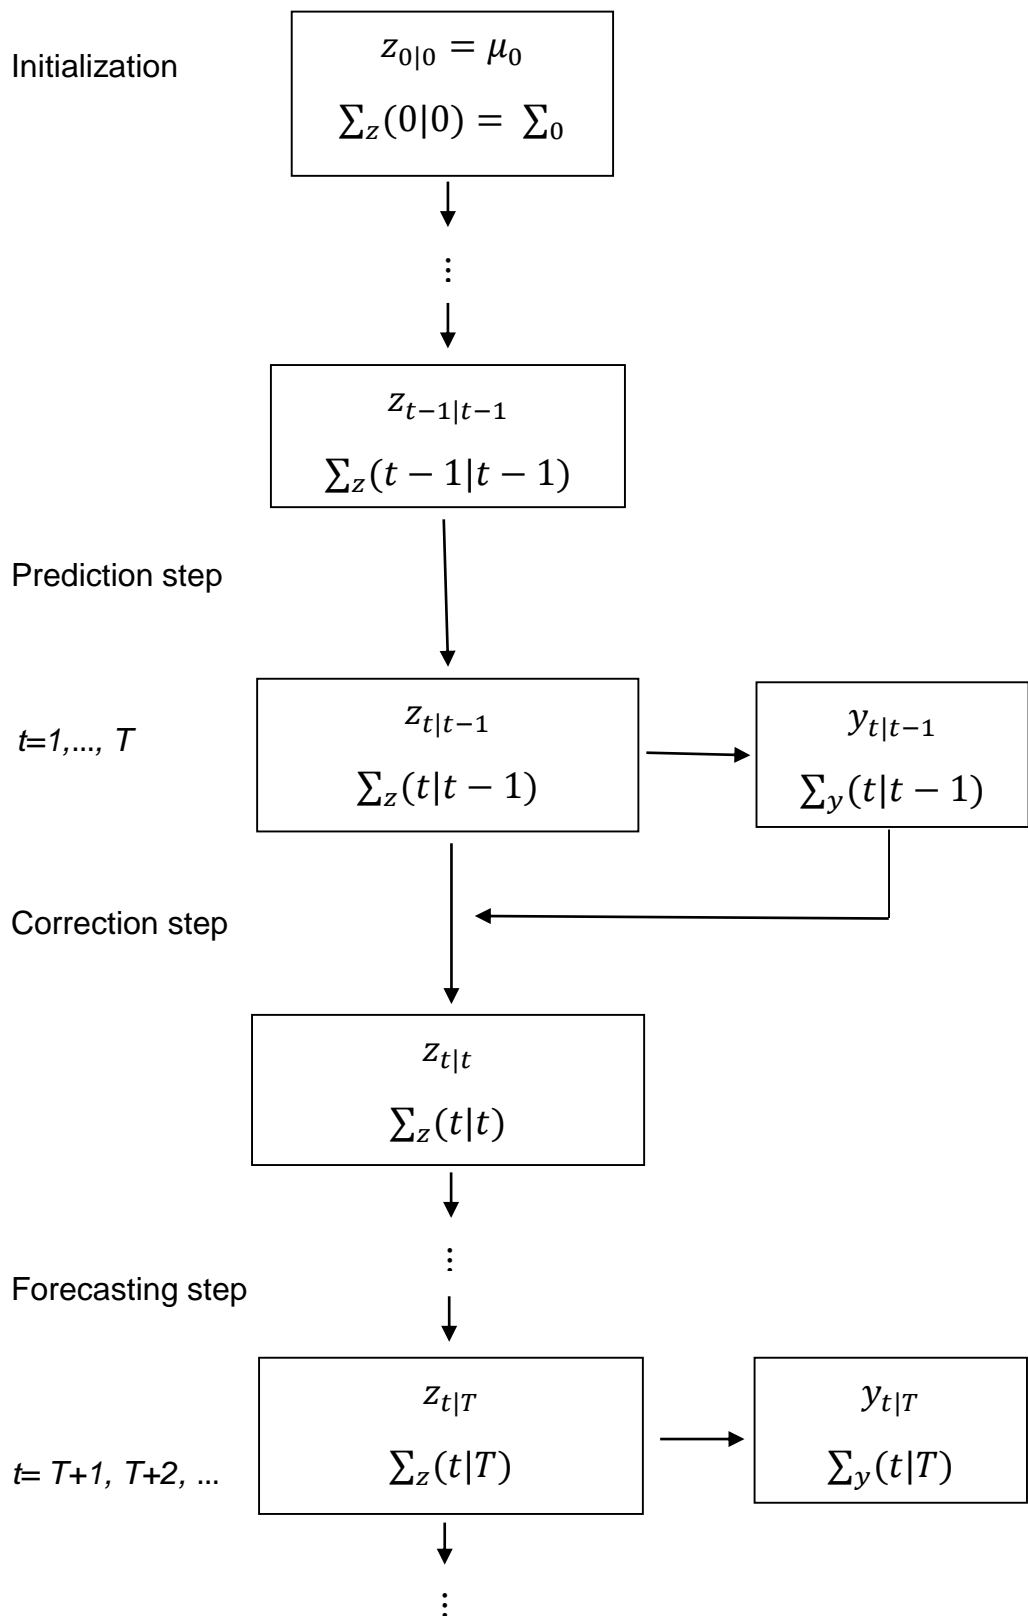 Initialization
z_{0|0} = μ_0
∑_z(0|0) = ∑_0
⋮
z_{t−1|t−1}
∑_z(t − 1|t − 1)
Prediction step
t=1,..., T
z_{t|t−1}
∑_z(t|t − 1)
y_{t|t−1}
∑_y(t|t − 1)
Correction step
z_{t|t}
∑_z(t|t)
⋮
Forecasting step
t= T+1, T+2, ...
z_{t|T}
∑_z(t|T)
y_{t|T}
∑_y(t|T)
⋮